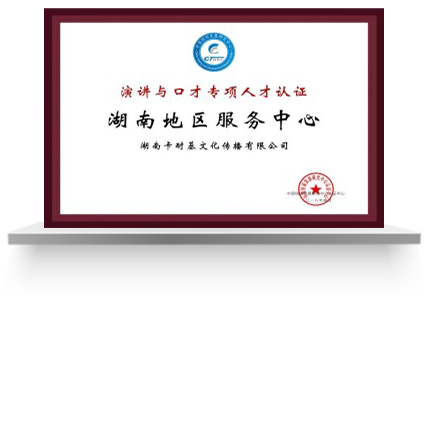 演讲与口才专项人才认证
湖南地区服务中心
湖南卡耐基文化传播有限公司